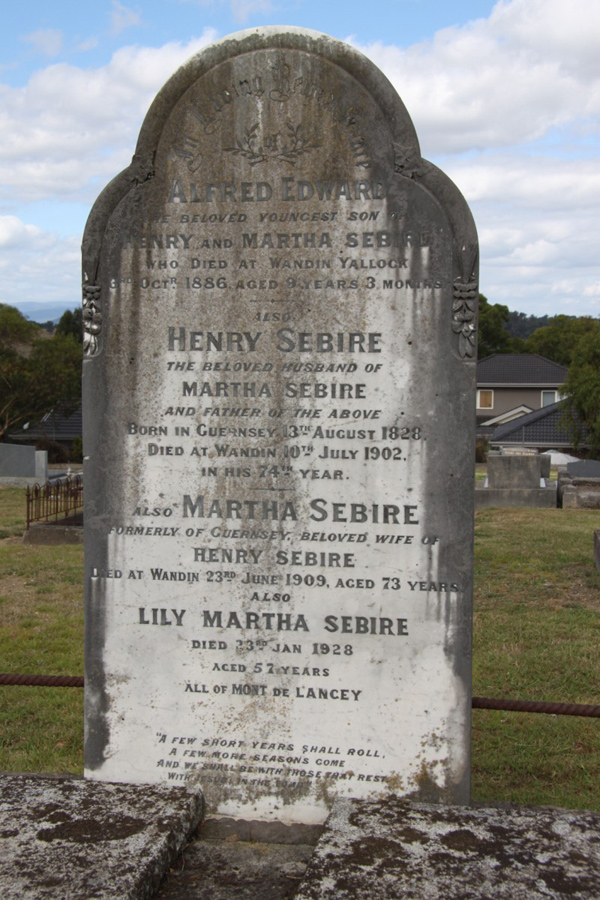 In Loving Remembrance
of
ALFRED EDWARD
THE BELOVED YOUNGEST SON OF
HENRY AND MARTHA SEBIRE
WHO DIED AT WANDIN YALLOCK
OCTR 1886, AGED 9 YEARS 3 MONTHS
ALSO
HENRY SEBIRE
THE BELOVED HUSBAND OF
MARTHA SEBIRE
AND FATHER OF THE ABOVE
BORN IN GUERNSEY, 13TH AUGUST 1828,
DIED AT WANDIN 10TH JULY 1902,
IN HIS 74TH YEAR.
ALSO MARTHA SEBIRE
FORMERLY OF GUERNSEY, BELOVED WIFE OF
HENRY SEBIRE
DIED AT WANDIN 23RD JUNE 1909, AGED 73 YEARS.
ALSO
LILY MARTHA SEBIRE
DIED 23RD JAN 1928
AGED 57 YEARS
ALL OF MONT DE LANCEY
"A FEW SHORT YEARS SHALL ROLL,
A FEW MORE SEASONS COME
AND WE SHALL BE WITH THOSE THAT REST
WITH IN THE